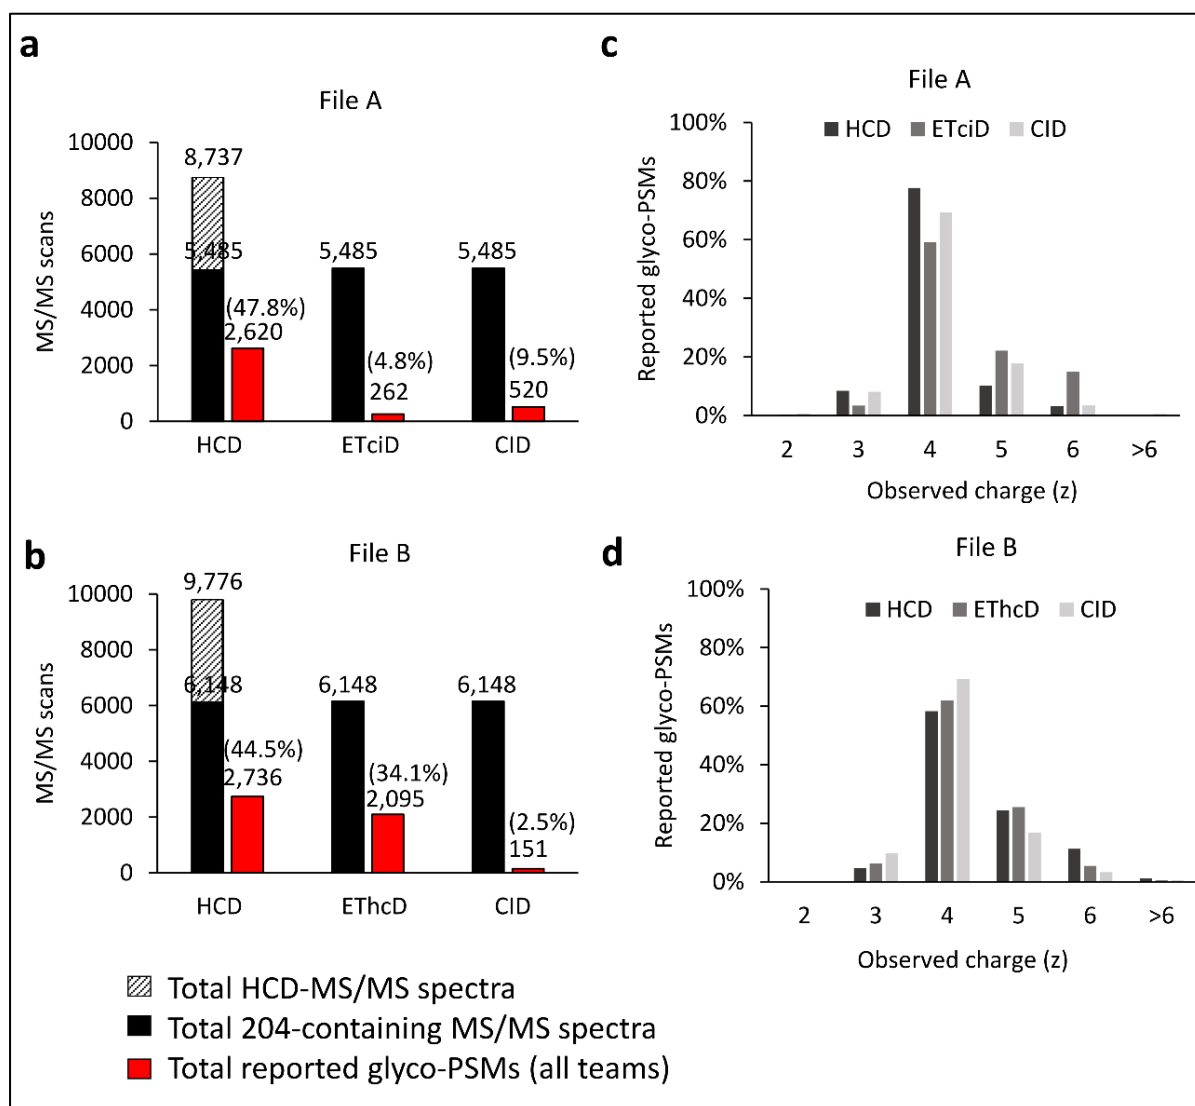 a
File A
MS/MS scans
10000
8000
6000
4000
2000
0
8,737
5,485
(47.8%)
2,620
5,485
(4.8%)
262
5,485
(9.5%)
520
HCD
ETciD
CID
c
File A
HCD ETciD CID
Reported glyco-PSMs
100%
80%
60%
40%
20%
0%
2 3 4 5 6 >6
Observed charge (z)
b
File B
MS/MS scans
10000
8000
6000
4000
2000
0
9,776
6,148
(44.5%)
2,736
6,148
(34.1%)
2,095
6,148
(2.5%)
151
HCD
EThcD
CID
d
File B
HCD EThcD CID
Reported glyco-PSMs
100%
80%
60%
40%
20%
0%
2 3 4 5 6 >6
Observed charge (z)
Total HCD-MS/MS spectra
Total 204-containing MS/MS spectra
Total reported glyco-PSMs (all teams)